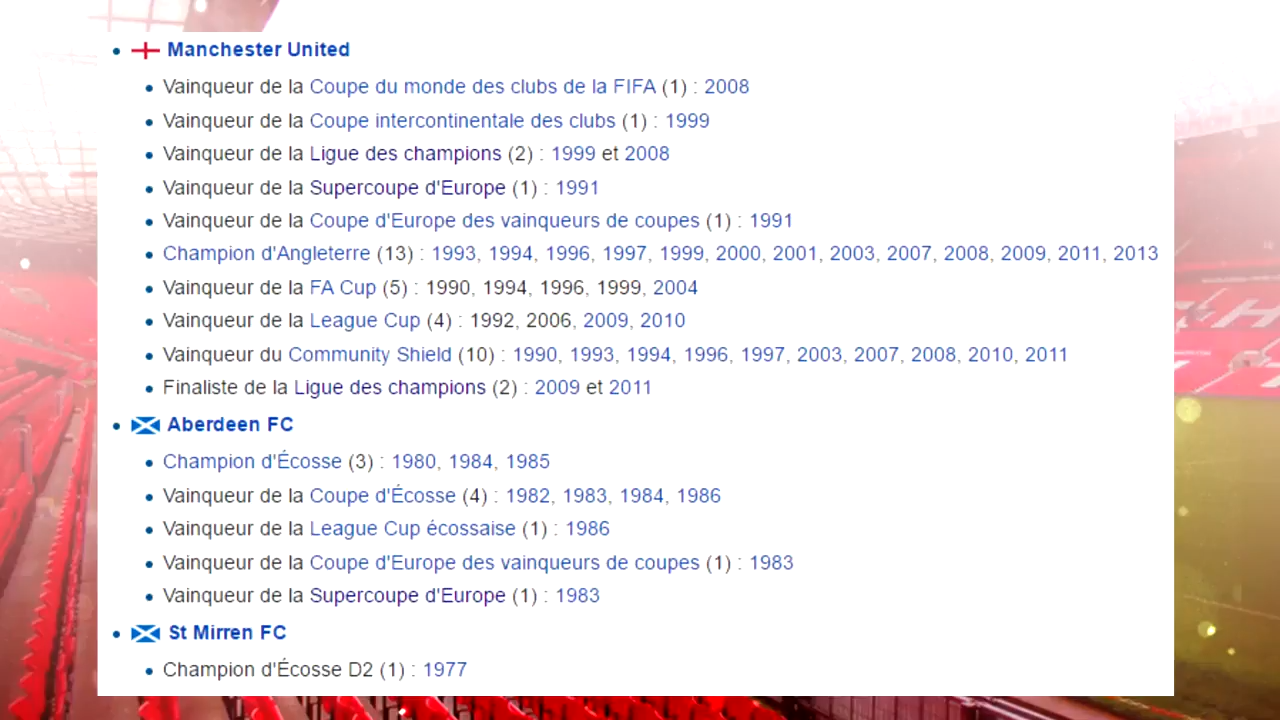 Manchester United
Vainqueur de la Coupe du monde des clubs de la FIFA (1) : 2008
Vainqueur de la Coupe intercontinentale des clubs (1) : 1999
Vainqueur de la Ligue des champions (2) : 1999 et 2008
Vainqueur de la Supercoupe d'Europe (1) : 1991
Vainqueur de la Coupe d'Europe des vainqueurs de coupes (1) : 1991
Champion d'Angleterre (13) : 1993, 1994, 1996, 1997, 1999, 2000, 2001, 2003, 2007, 2008, 2009, 2011, 2013
Vainqueur de la FA Cup (5) : 1990, 1994, 1996, 1999, 2004
Vainqueur de la League Cup (4) : 1992, 2006, 2009, 2010
Vainqueur du Community Shield (10) : 1990, 1993, 1994, 1996, 1997, 2003, 2007, 2008, 2010, 2011
Finaliste de la Ligue des champions (2) : 2009 et 2011
Aberdeen FC
Champion d'Écosse (3) : 1980, 1984, 1985
Vainqueur de la Coupe d'Écosse (4) : 1982, 1983, 1984, 1986
Vainqueur de la League Cup écossaise (1) : 1986
Vainqueur de la Coupe d'Europe des vainqueurs de coupes (1) : 1983
Vainqueur de la Supercoupe d'Europe (1) : 1983
St Mirren FC
Champion d'Écosse D2 (1) : 1977